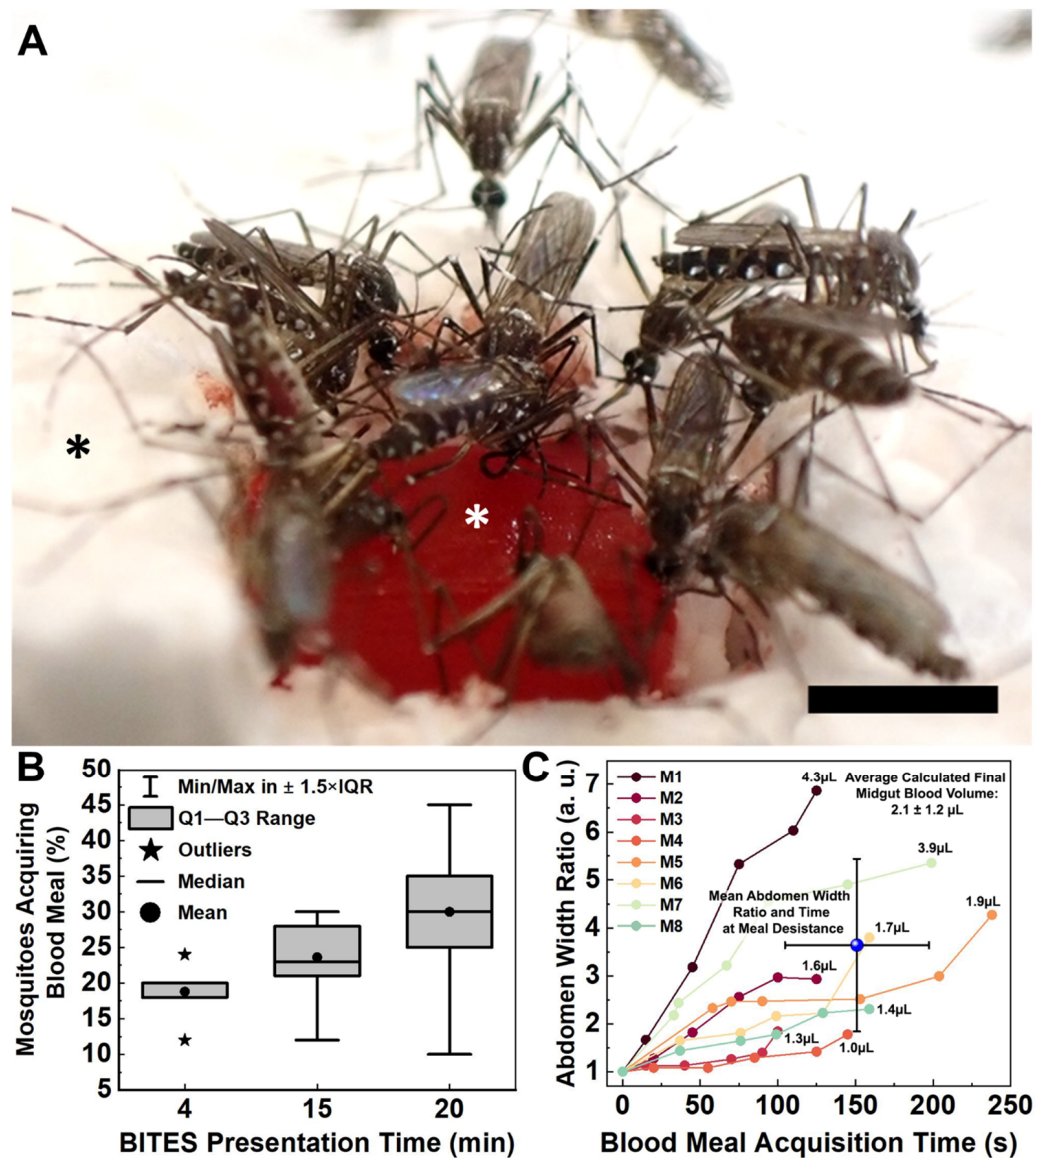 A
*
*
B
50
45
40
35
30
25
20
15
10
5
Mosquitoes Acquiring
Blood Meal (%)
Min/Max in ± 1.5×IQR
Q1—Q3 Range
Outliers
Median
Mean
4
15
20
BITES Presentation Time (min)
C
7
6
5
4
3
2
1
Abdomen Width Ratio (a. u.)
M1
M2
M3
M4
M5
M6
M7
M8
4.3µL
Average Calculated Final
Midgut Blood Volume:
2.1 ± 1.2 µL
3.9µL
Mean Abdomen Width
Ratio and Time
at Meal Desistance
1.9µL
1.7µL
1.6µL
1.4µL
1.3µL
1.0µL
0
50
100
150
200
250
Blood Meal Acquisition Time (s)